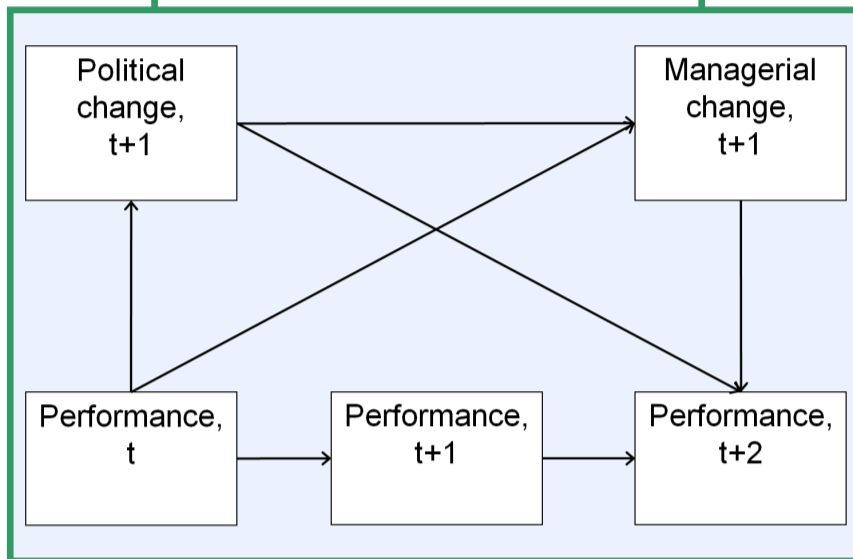 Political
change,
t+1
Managerial
change,
t+1
Performance,
t
Performance,
t+1
Performance,
t+2